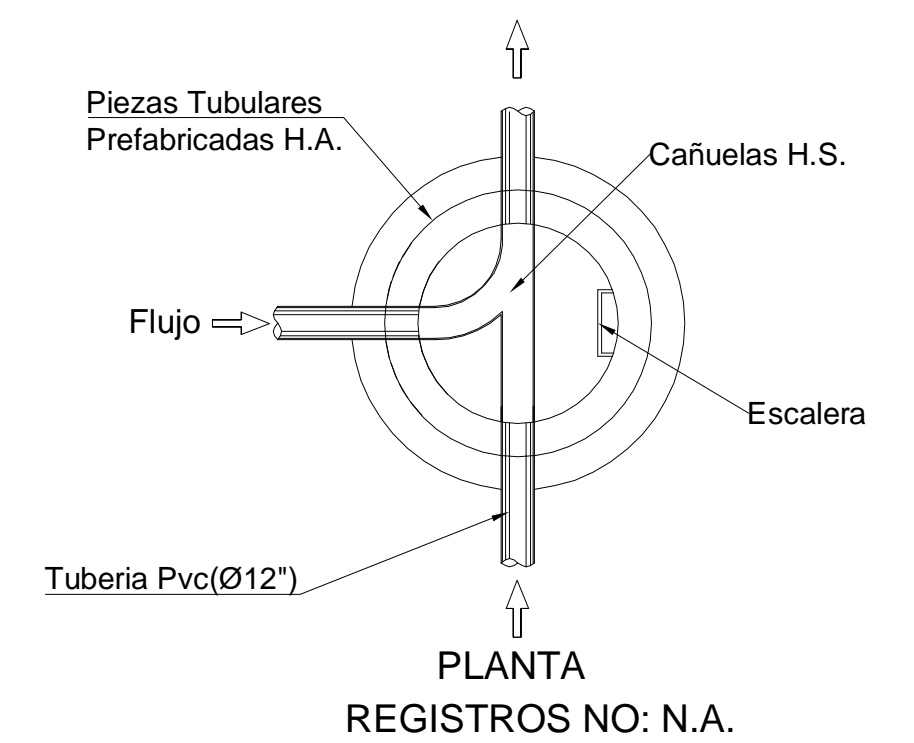 Piezas Tubulares
Prefabricadas H.A.
Cañuelas H.S.
Flujo
Escalera
Tuberia Pvc(Ø12")
PLANTA
REGISTROS NO: N.A.